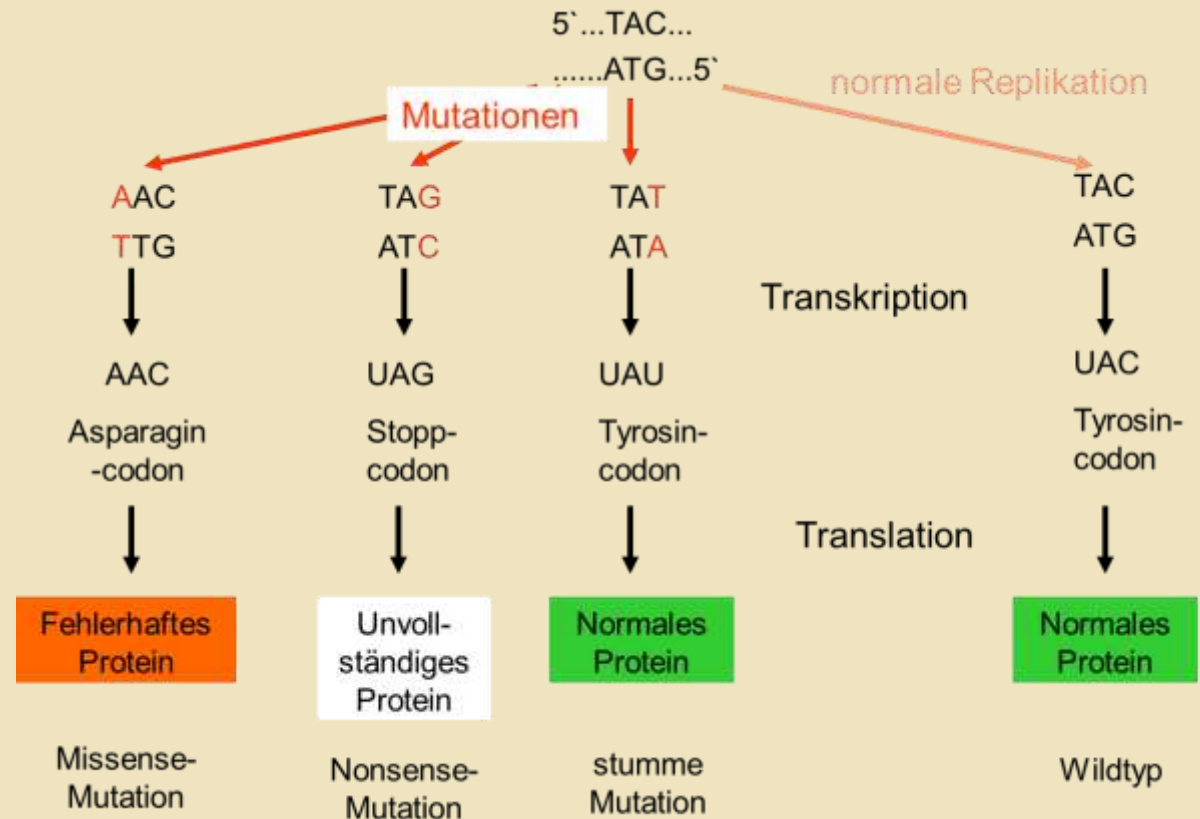 5`...TAC...
......ATG...5`
normale Replikation
Mutationen
AAC
TTG
TAG
ATC
TAT
ATA
TAC
ATG
Transkription
AAC
UAG
UAU
UAC
Asparagin
-codon
Stopp-
codon
Tyrosin-
codon
Tyrosin-
codon
Translation
Fehlerhaftes
Protein
Unvoll-
ständiges
Protein
Normales
Protein
Normales
Protein
Missense-
Mutation
Nonsense-
Mutation
stumme
Mutation
Wildtyp